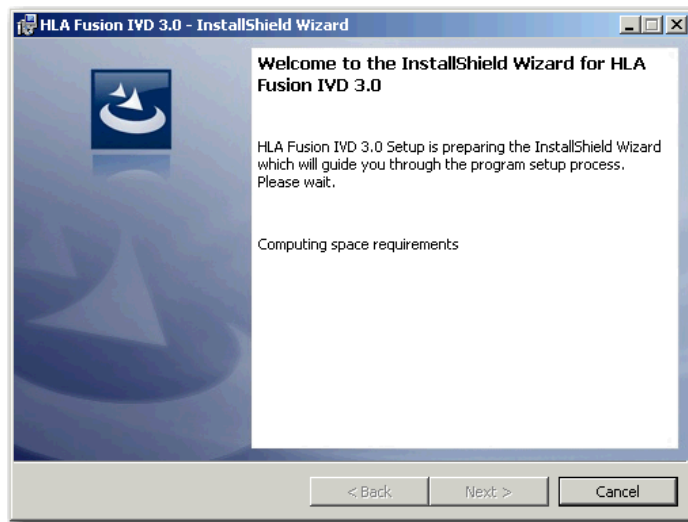 HLA Fusion IVD 3.0 - InstallShield Wizard
Welcome to the InstallShield Wizard for HLA
Fusion IVD 3.0
HLA Fusion IVD 3.0 Setup is preparing the InstallShield Wizard
which will guide you through the program setup process.
Please wait.
Computing space requirements
< Back
Next >
Cancel